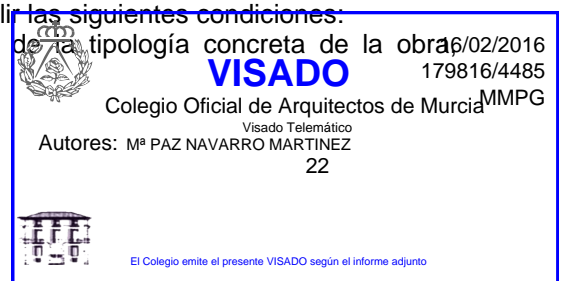 lir las siguientes condiciones:
de la tipología concreta de la obra,
16/02/2016
VISADO
179816/4485
Colegio Oficial de Arquitectos de Murcia
MMPG
Visado Telemático
Autores: Mª PAZ NAVARRO MARTINEZ
22
El Colegio emite el presente VISADO según el informe adjunto